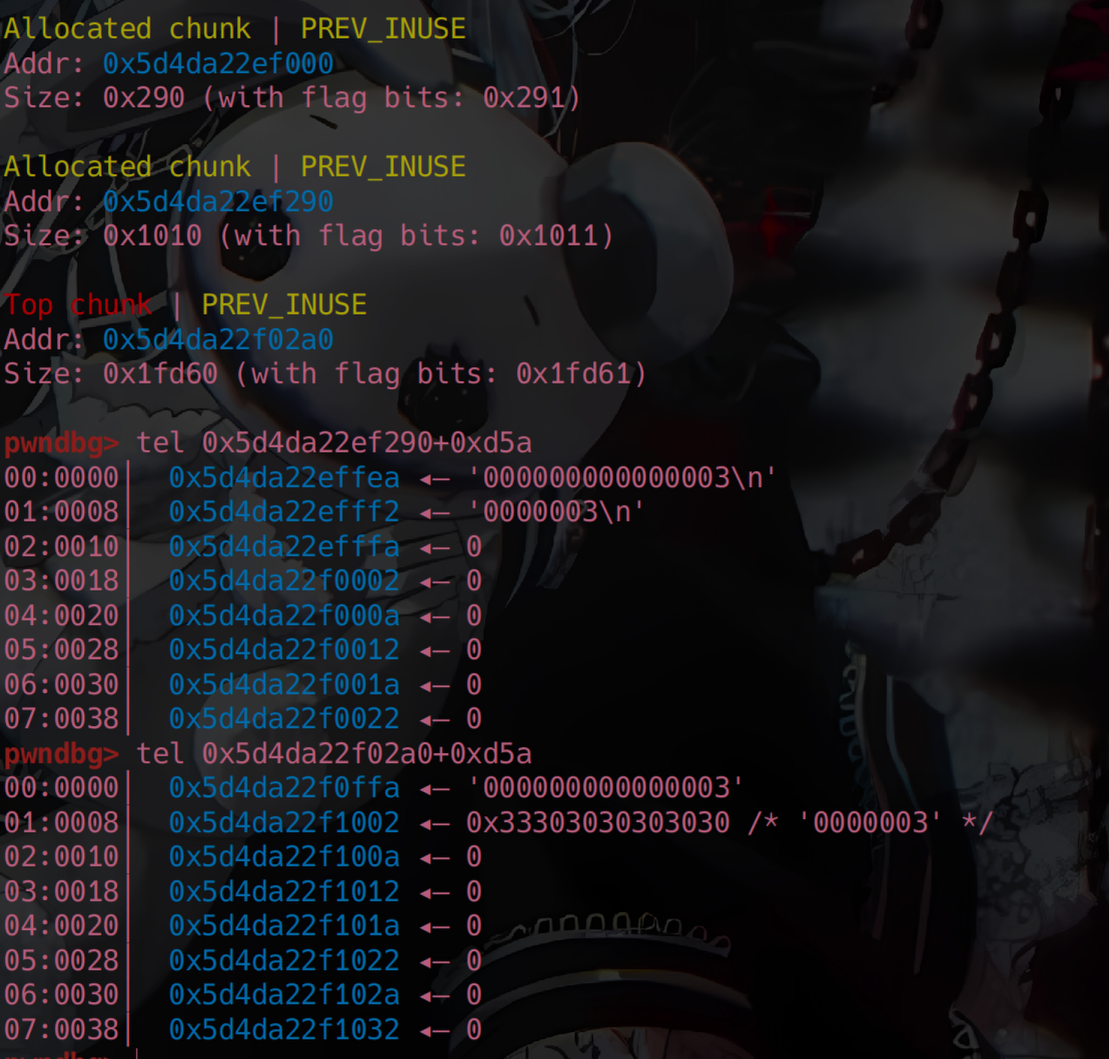 Allocated chunk | PREV_INUSE
Addr: 0x5d4da22ef000
Size: 0x290 (with flag bits: 0x291)
Allocated chunk | PREV_INUSE
Addr: 0x5d4da22ef290
Size: 0x1010 (with flag bits: 0x1011)
Top chunk | PREV_INUSE
Addr: 0x5d4da22f02a0
Size: 0x1fd60 (with flag bits: 0x1fd61)
pwndbg> tel 0x5d4da22ef290+0xd5a
00:0000│  0x5d4da22effea ◂— '000000000000003\n'
01:0008│  0x5d4da22efff2 ◂— '0000003\n'
02:0010│  0x5d4da22efffa ◂— 0
03:0018│  0x5d4da22f0002 ◂— 0
04:0020│  0x5d4da22f000a ◂— 0
05:0028│  0x5d4da22f0012 ◂— 0
06:0030│  0x5d4da22f001a ◂— 0
07:0038│  0x5d4da22f0022 ◂— 0
pwndbg> tel 0x5d4da22f02a0+0xd5a
00:0000│  0x5d4da22f0ffa ◂— '000000000000003'
01:0008│  0x5d4da22f1002 ◂— 0x33303030303030 /* '0000003' */
02:0010│  0x5d4da22f100a ◂— 0
03:0018│  0x5d4da22f1012 ◂— 0
04:0020│  0x5d4da22f101a ◂— 0
05:0028│  0x5d4da22f1022 ◂— 0
06:0030│  0x5d4da22f102a ◂— 0
07:0038│  0x5d4da22f1032 ◂— 0